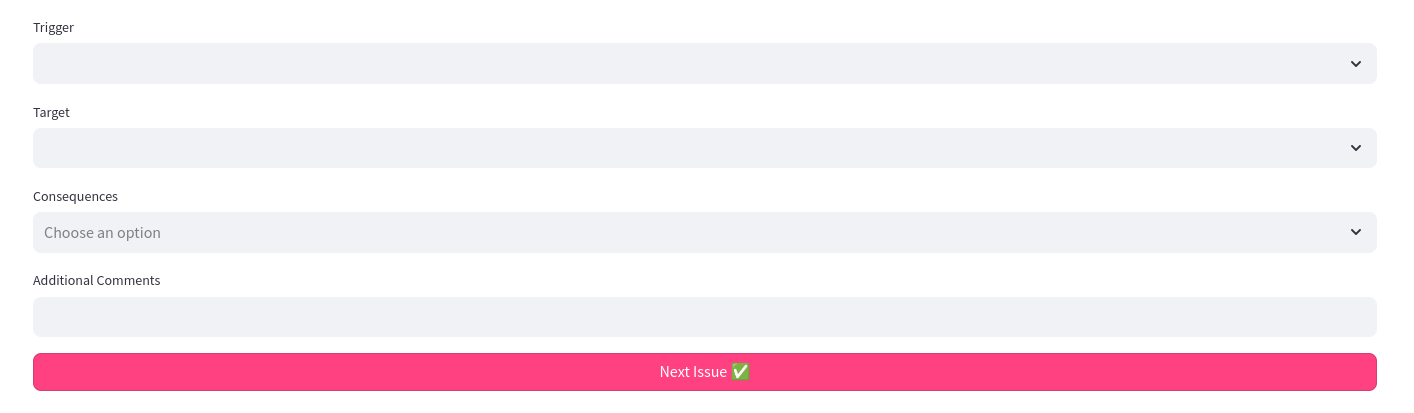 Trigger
Target
Consequences
Choose an option
Additional Comments
Next Issue ✅